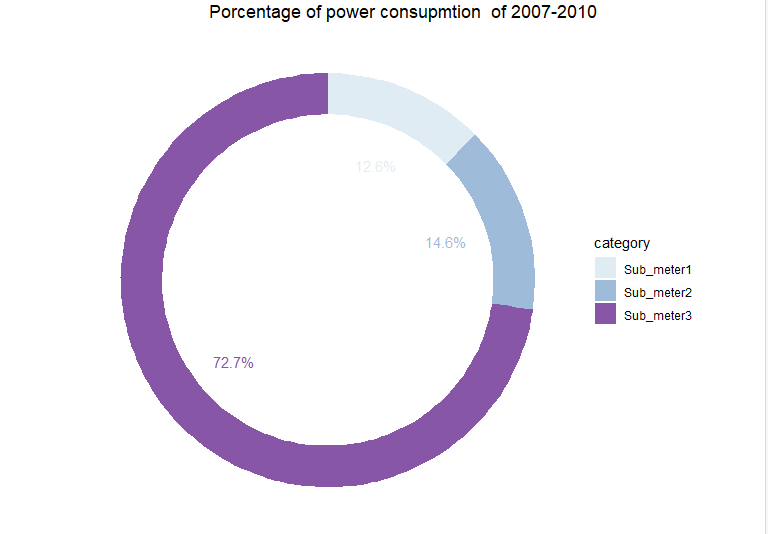 Porcentage of power consupmtion  of 2007-2010
12.6%
14.6%
72.7%
category
Sub_meter1
Sub_meter2
Sub_meter3